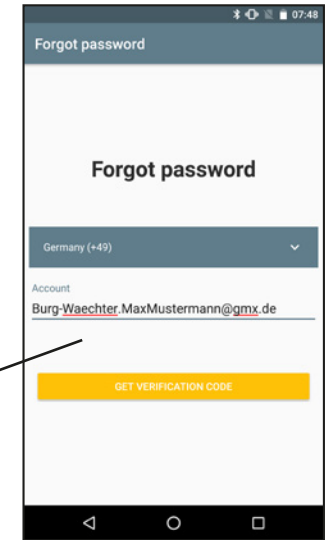 07:48
Forgot password
Forgot password
Germany (+49)
Account
Burg-Waechter.MaxMustermann@gmx.de
GET VERIFICATION CODE